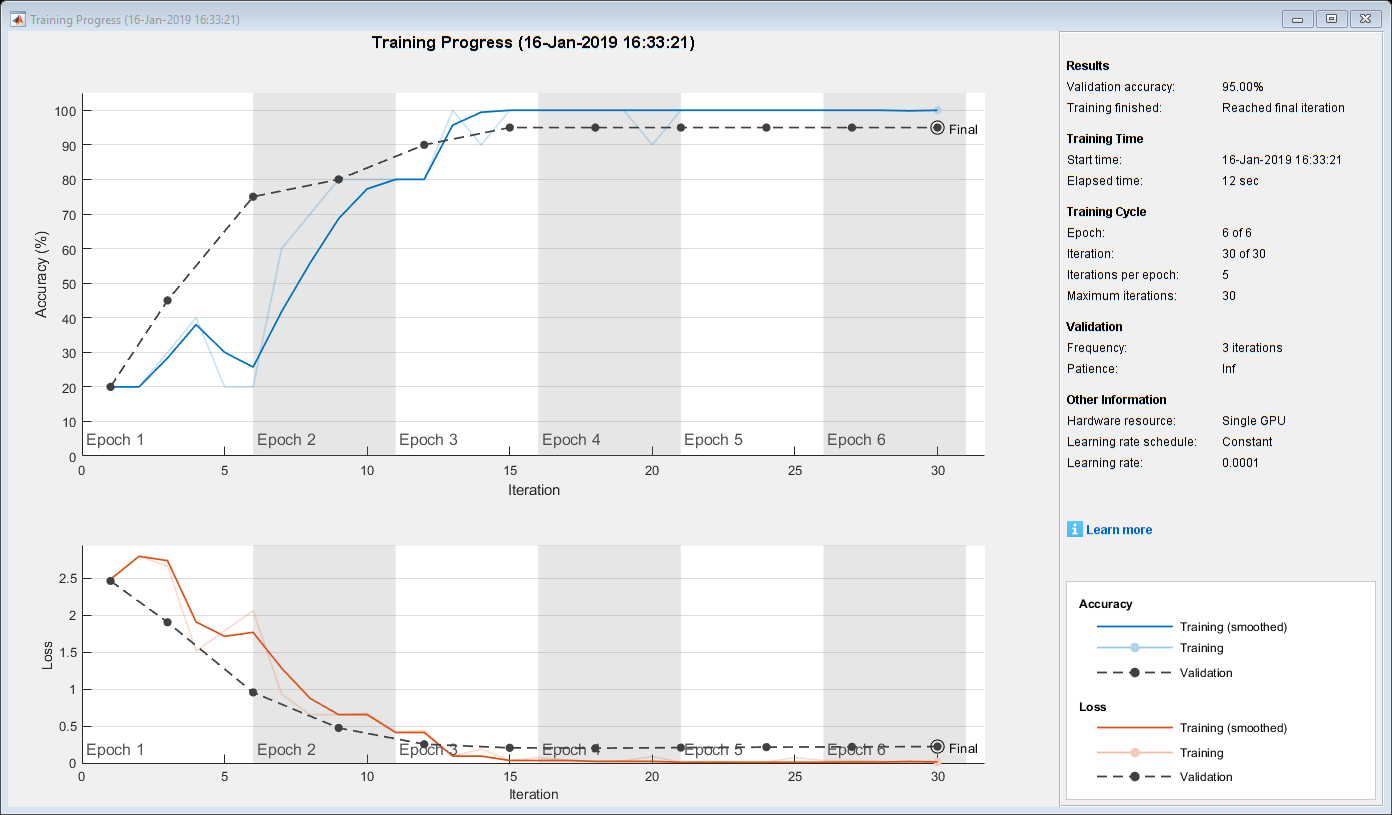 Training Progress (16-Jan-2019 16:33:21)
Training Progress (16-Jan-2019 16:33:21)
100
90
80
70
60
50
40
30
20
10
0
Accuracy (%)
Final
Epoch 1 Epoch 2 Epoch 3 Epoch 4 Epoch 5 Epoch 6
0 5 10 15 20 25 30
Iteration
2.5
2
1.5
1
0.5
0
Loss
Final
Epoch 1 Epoch 2 Epoch 3 Epoch 4 Epoch 5 Epoch 6
0 5 10 15 20 25 30
Iteration
Results
Validation accuracy: 95.00%
Training finished: Reached final iteration
Training Time
Start time: 16-Jan-2019 16:33:21
Elapsed time: 12 sec
Training Cycle
Epoch: 6 of 6
Iteration: 30 of 30
Iterations per epoch: 5
Maximum iterations: 30
Validation
Frequency: 3 iterations
Patience: Inf
Other Information
Hardware resource: Single GPU
Learning rate schedule: Constant
Learning rate: 0.0001
i Learn more
Accuracy
Training (smoothed)
Training
Validation
Loss
Training (smoothed)
Training
Validation